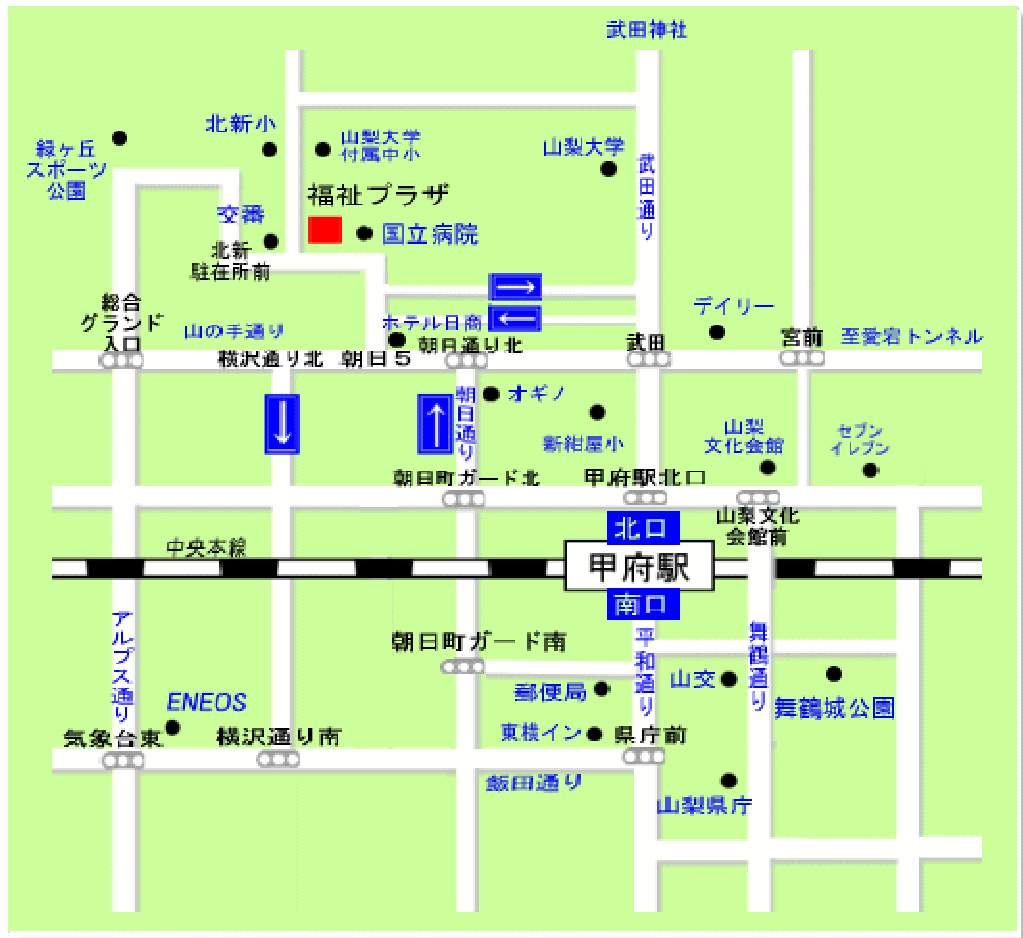 武田神社
北新小
山梨大学
付属中小
緑ヶ丘
スポーツ
公園
山梨大学
武田通り
福祉プラザ
交番
国立病院
北新
駐在所前
総合
グランド
入口
山の手通り
ホテル日商
デイリー
横沢通り北
朝日5
朝日通り北
武田
宮前
至愛宕トンネル
朝日通り
オギノ
新紺屋小
山梨
文化会館
セブン
イレブン
朝日町ガード北
甲府駅北口
山梨文化
会館前
北口
中央本線
甲府駅
南口
アルプス通り
朝日町ガード南
平和通り
舞鶴通り
山交
郵便局
舞鶴城公園
ENEOS
気象台東
横沢通り南
東横イン
県庁前
飯田通り
山梨県庁